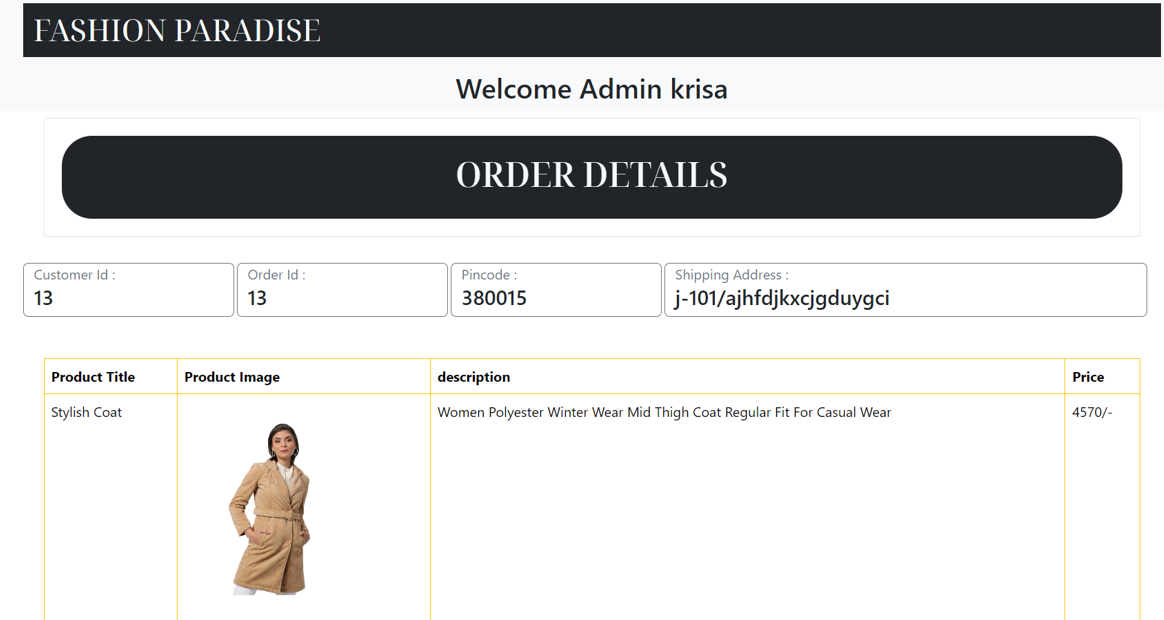 FASHION PARADISE
Welcome Admin krisa
ORDER DETAILS
Customer Id : Order Id : Pincode : Shipping Address :
13 13 380015 j-101/ajhfdjkxcjgduygci
Product Title Product Image description Price
Stylish Coat Women Polyester Winter Wear Mid Thigh Coat Regular Fit For Casual Wear 4570/-